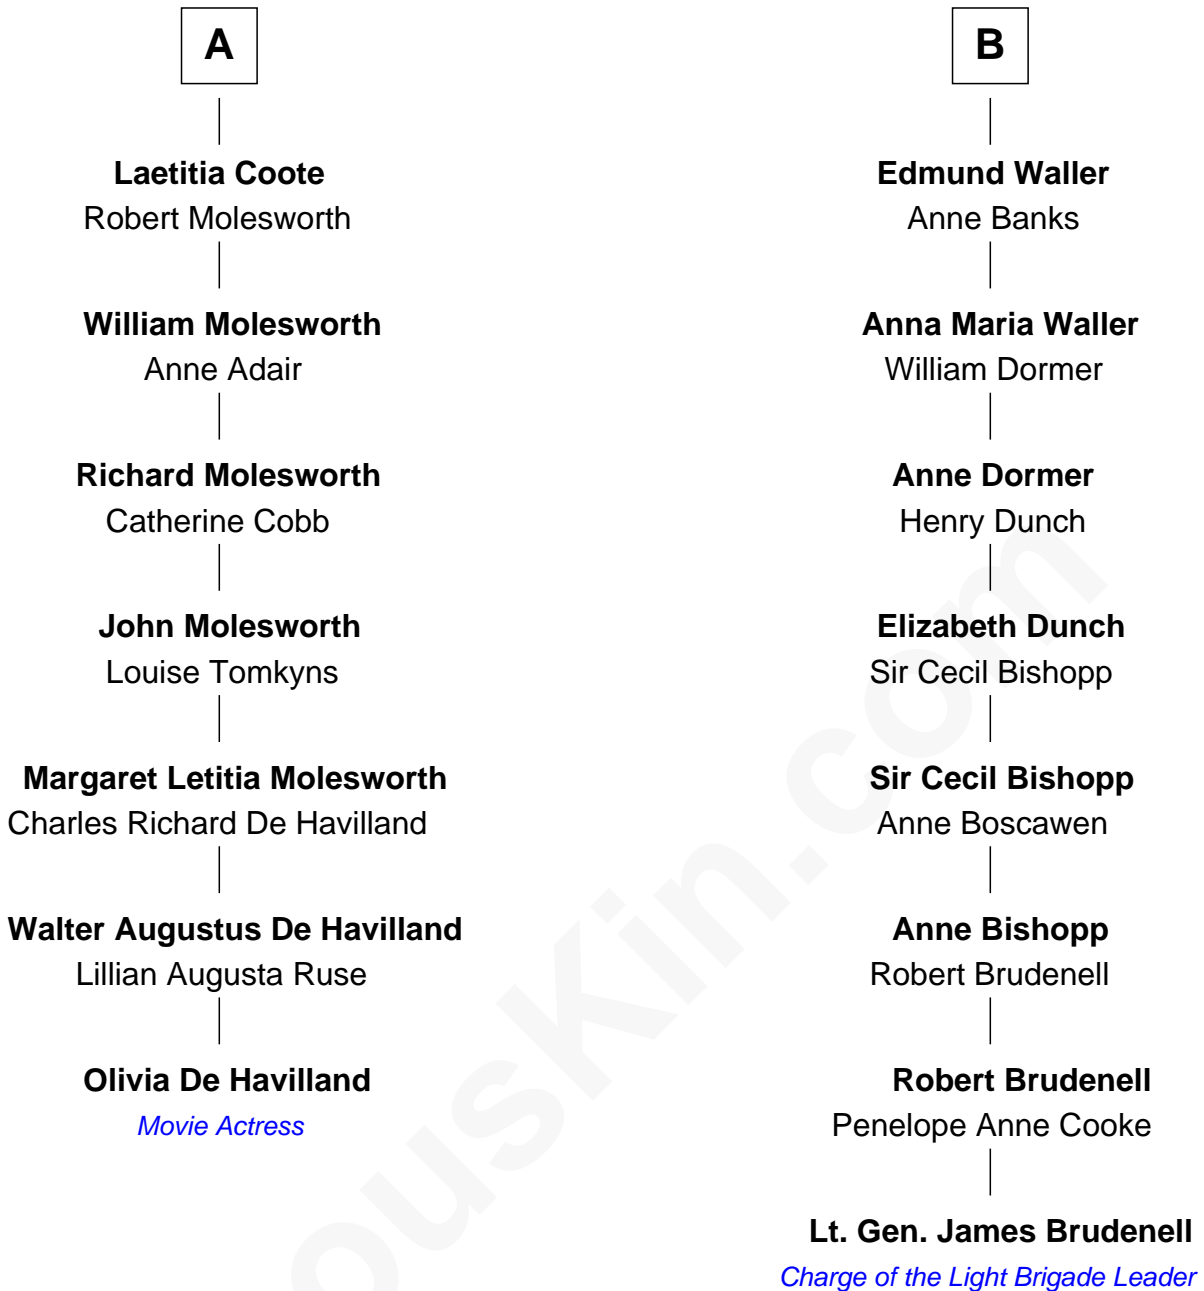 A
Laetitia Coote
Robert Molesworth
William Molesworth
Anne Adair
Richard Molesworth
Catherine Cobb
John Molesworth
Louise Tomkyns
Margaret Letitia Molesworth
Charles Richard De Havilland
Walter Augustus De Havilland
Lillian Augusta Ruse
Olivia De Havilland
Movie Actress
B
Edmund Waller
Anne Banks
Anna Maria Waller
William Dormer
Anne Dormer
Henry Dunch
Elizabeth Dunch
Sir Cecil Bishopp
Sir Cecil Bishopp
Anne Boscawen
Anne Bishopp
Robert Brudenell
Robert Brudenell
Penelope Anne Cooke
Lt. Gen. James Brudenell
Charge of the Light Brigade Leader
ousKin.com